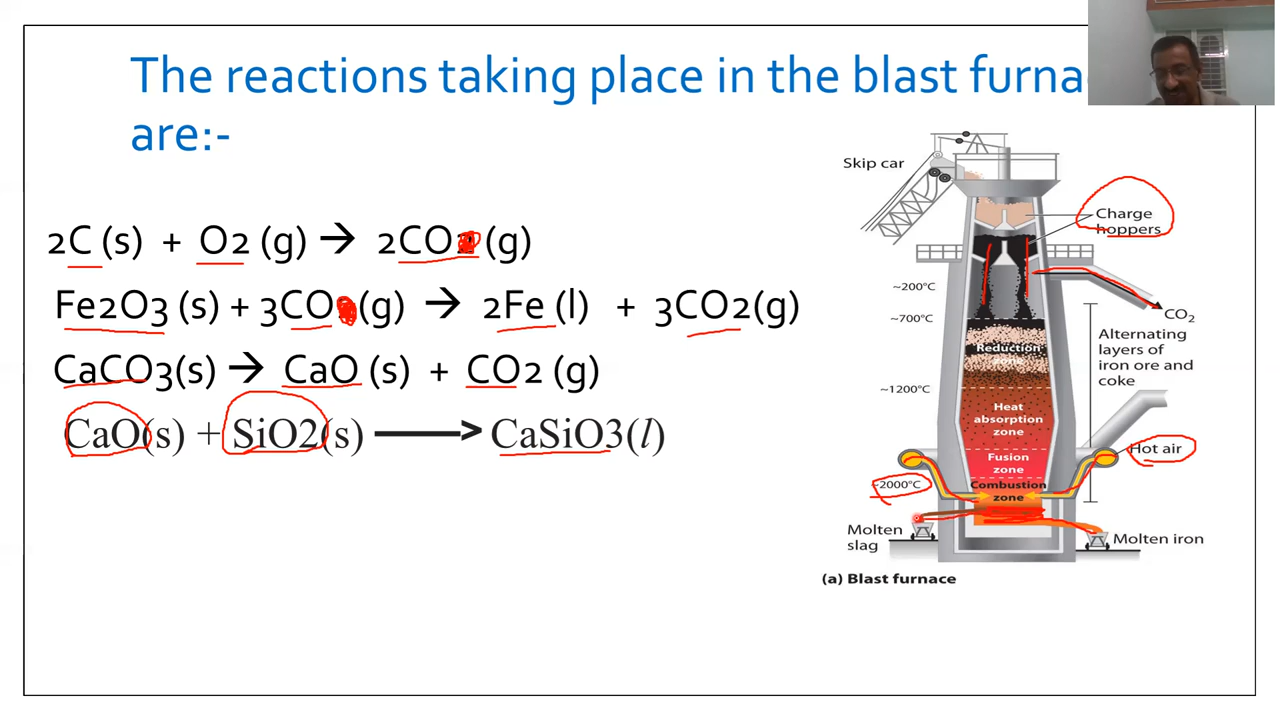 The reactions taking place in the blast furna
are:-
2C (s) + O2 (g) → 2CO (g)
Fe2O3 (s) + 3CO (g) → 2Fe (l) + 3CO2(g)
CaCO3(s) → CaO (s) + CO2 (g)
CaO(s) + SiO2(s) ⟶ CaSiO3(l)
Skip car
Charge
hoppers
~200°C
~700°C
CO2
Alternating
layers of
iron ore and
coke
Reduction
zone
~1200°C
Heat
absorption
zone
Hot air
Fusion
zone
~2000°C
Combustion
zone
Molten
slag
Molten iron
(a) Blast furnace